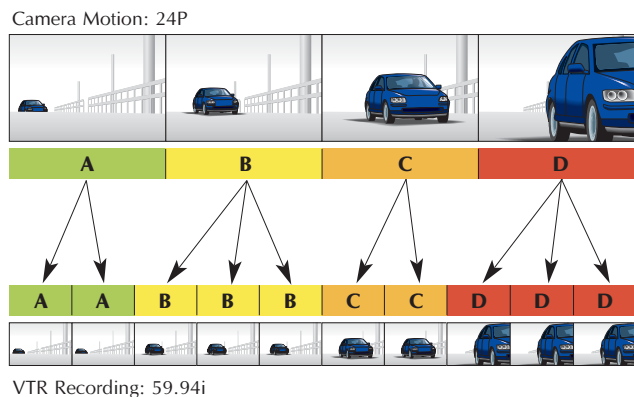 Camera Motion: 24P
A B C D
A A B B B C C D D D
VTR Recording: 59.94i